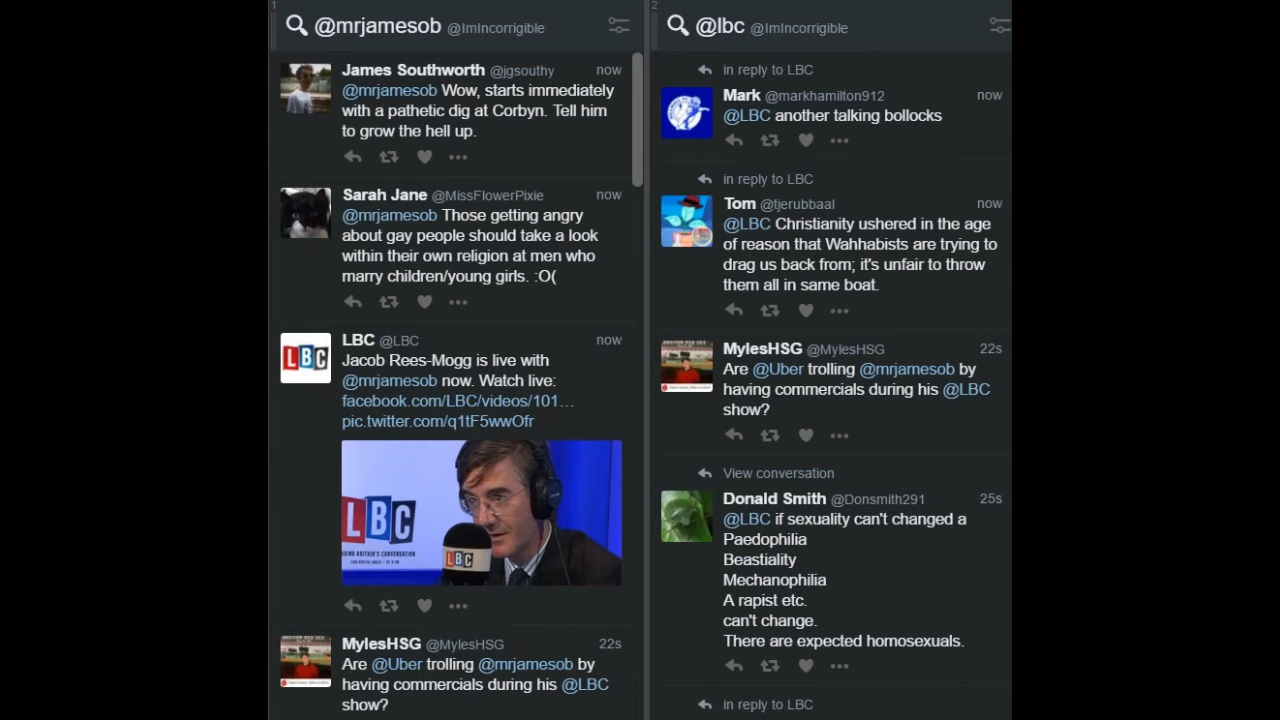 1
@mrjamesob @ImIncorrigible
James Southworth @jgsouthy now
@mrjamesob Wow, starts immediately
with a pathetic dig at Corbyn. Tell him
to grow the hell up.
Sarah Jane @MissFlowerPixie now
@mrjamesob Those getting angry
about gay people should take a look
within their own religion at men who
marry children/young girls. :O(
LBC @LBC now
LBC
Jacob Rees-Mogg is live with
@mrjamesob now. Watch live:
facebook.com/LBC/videos/101…
pic.twitter.com/q1tF5wwOfr
LBC
LBC
MylesHSG @MylesHSG 22s
Are @Uber trolling @mrjamesob by
having commercials during his @LBC
show?
2
@lbc @ImIncorrigible
in reply to LBC
Mark @markhamilton912 now
@LBC another talking bollocks
in reply to LBC
Tom @tjerubbaal now
@LBC Christianity ushered in the age
of reason that Wahhabists are trying to
drag us back from; it's unfair to throw
them all in same boat.
MylesHSG @MylesHSG 22s
Are @Uber trolling @mrjamesob by
having commercials during his @LBC
show?
View conversation
Donald Smith @Donsmith291 25s
@LBC if sexuality can't changed a
Paedophilia
Beastiality
Mechanophilia
A rapist etc.
can't change.
There are expected homosexuals.
in reply to LBC